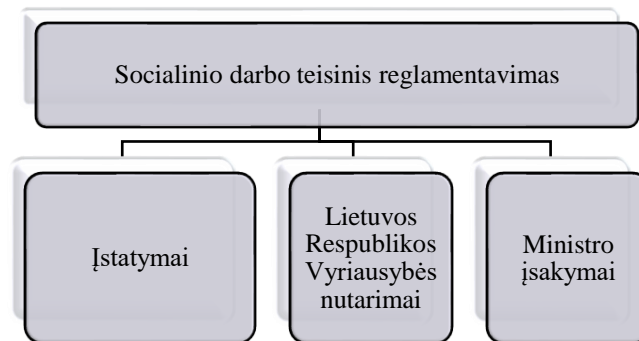 Socialinio darbo teisinis reglamentavimas
Įstatymai
Lietuvos
Respublikos
Vyriausybės
nutarimai
Ministro
įsakymai